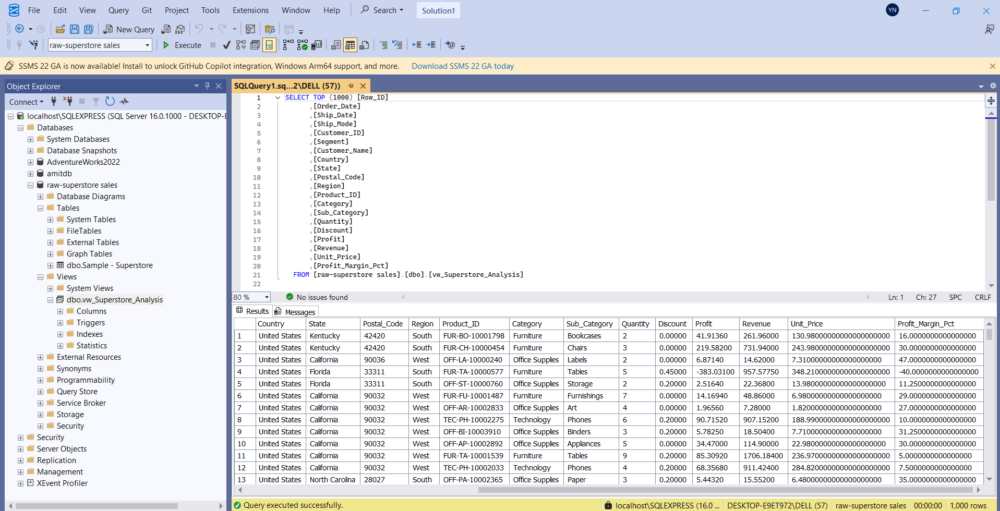 File Edit View Query Git Project Tools Extensions Window Help Search Solution1 YN
New Query DAX
raw-superstore sales Execute
SSMS 22 GA is now available! Install to unlock GitHub Copilot integration, Windows Arm64 support, and more. Download SSMS 22 GA today
Object Explorer
Connect
localhost\SQLEXPRESS (SQL Server 16.0.1000 - DESKTOP-E
Databases
System Databases
Database Snapshots
AdventureWorks2022
amitdb
raw-superstore sales
Database Diagrams
Tables
System Tables
FileTables
External Tables
Graph Tables
dbo.Sample - Superstore
Views
System Views
dbo.vw_Superstore_Analysis
Columns
Triggers
Indexes
Statistics
External Resources
Synonyms
Programmability
Query Store
Service Broker
Storage
Security
Security
Server Objects
Replication
Management
XEvent Profiler
SQLQuery1.sq...2\DELL (57))
1 SELECT TOP (1000) [Row_ID]
2 ,[Order_Date]
3 ,[Ship_Date]
4 ,[Ship_Mode]
5 ,[Customer_ID]
6 ,[Segment]
7 ,[Customer_Name]
8 ,[Country]
9 ,[State]
10 ,[Postal_Code]
11 ,[Region]
12 ,[Product_ID]
13 ,[Category]
14 ,[Sub_Category]
15 ,[Quantity]
16 ,[Discount]
17 ,[Profit]
18 ,[Revenue]
19 ,[Unit_Price]
20 ,[Profit_Margin_Pct]
21 FROM [raw-superstore sales].[dbo].[vw_Superstore_Analysis]
22
80 % No issues found Ln: 1 Ch: 27 SPC CRLF
Results Messages
Country State Postal_Code Region Product_ID Category Sub_Category Quantity Discount Profit Revenue Unit_Price Profit_Margin_Pct
1 United States Kentucky 42420 South FUR-BO-10001798 Furniture Bookcases 2 0.00000 41.91360 261.96000 130.98000000000000000000 16.0000000000000000
2 United States Kentucky 42420 South FUR-CH-10000454 Furniture Chairs 3 0.00000 219.58200 731.94000 243.98000000000000000000 30.0000000000000000
3 United States California 90036 West OFF-LA-10000240 Office Supplies Labels 2 0.00000 6.87140 14.62000 7.31000000000000000000 47.0000000000000000
4 United States Florida 33311 South FUR-TA-10000577 Furniture Tables 5 0.45000 -383.03100 957.57750 348.21000000000000000000 -40.0000000000000000
5 United States Florida 33311 South OFF-ST-10000760 Office Supplies Storage 2 0.20000 2.51640 22.36800 13.98000000000000000000 11.2500000000000000
6 United States California 90032 West FUR-FU-10001487 Furniture Furnishings 7 0.00000 14.16940 48.86000 6.98000000000000000000 29.0000000000000000
7 United States California 90032 West OFF-AR-10002833 Office Supplies Art 4 0.00000 1.96560 7.28000 1.82000000000000000000 27.0000000000000000
8 United States California 90032 West TEC-PH-10002275 Technology Phones 6 0.20000 90.71520 907.15200 188.99000000000000000000 10.0000000000000000
9 United States California 90032 West OFF-BI-10003910 Office Supplies Binders 3 0.20000 5.78250 18.50400 7.71000000000000000000 31.2500000000000000
10 United States California 90032 West OFF-AP-10002892 Office Supplies Appliances 5 0.00000 34.47000 114.90000 22.98000000000000000000 30.0000000000000000
11 United States California 90032 West FUR-TA-10001539 Furniture Tables 9 0.20000 85.30920 1706.18400 236.97000000000000000000 5.0000000000000000
12 United States California 90032 West TEC-PH-10002033 Technology Phones 4 0.20000 68.35680 911.42400 284.82000000000000000000 7.5000000000000000
13 United States North Carolina 28027 South OFF-PA-10002365 Office Supplies Paper 3 0.20000 5.44320 15.55200 6.48000000000000000000 35.0000000000000000
Query executed successfully. localhost\SQLEXPRESS (16.0 ... DESKTOP-E9ET972\DELL (57) raw-superstore sales 00:00:00 1,000 rows